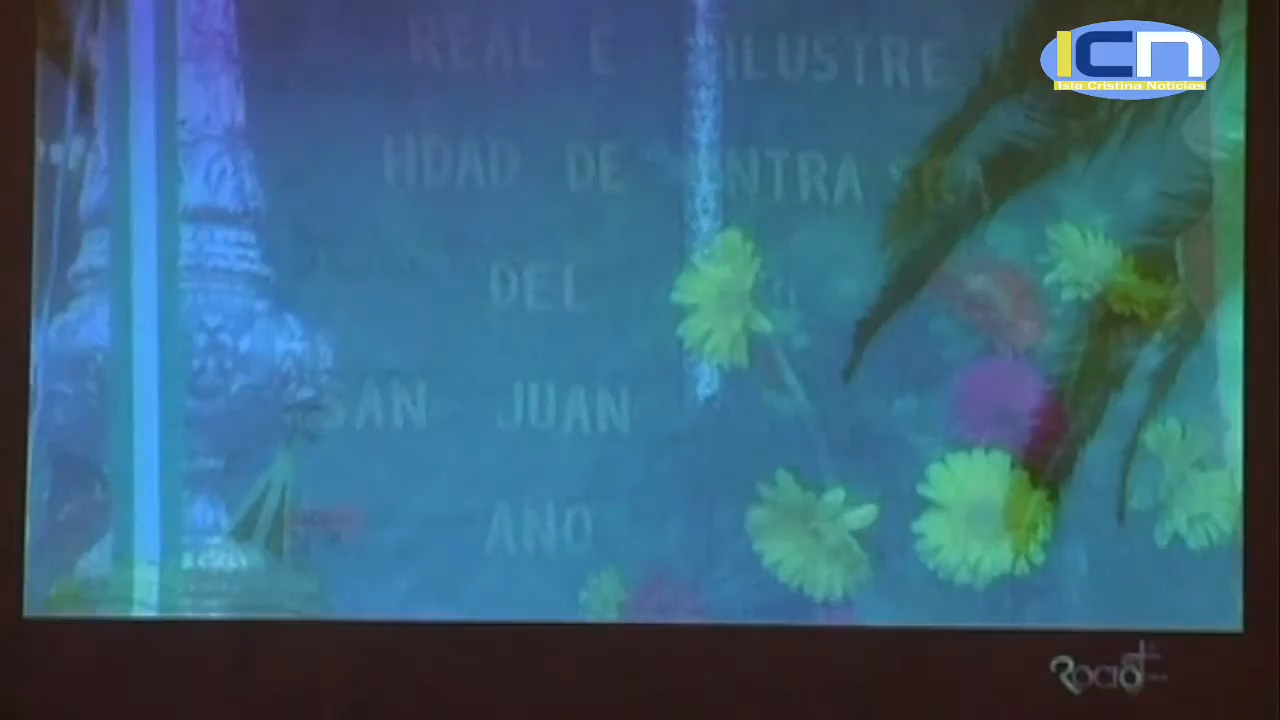 ICN
Isla Cristina Noticias
REAL E ILUSTRE
HDAD DE NTRA SRA
DEL
SAN JUAN
AÑO
Rocio